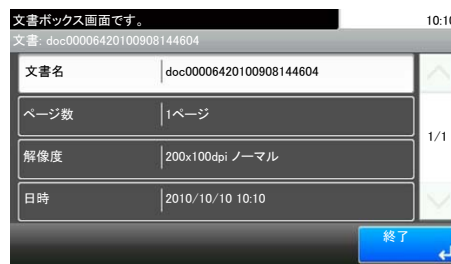 文書ボックス画面です。 10:10
文書: doc00006420100908144604
文書名 doc00006420100908144604
ページ数 1ページ
1/1
解像度 200x100dpi ノーマル
日時 2010/10/10 10:10
終了